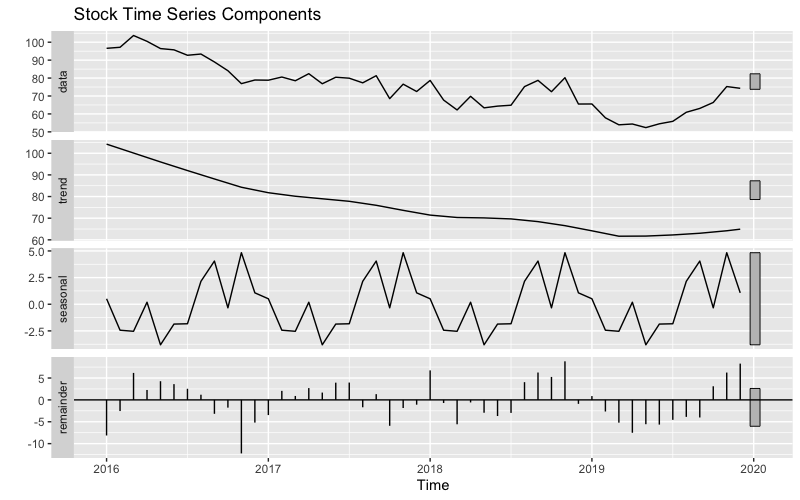 Stock Time Series Components
100
90
80
70
60
50
data
100
90
80
70
60
trend
5.0
2.5
0.0
-2.5
seasonal
5
0
-5
-10
remainder
2016 2017 2018 2019 2020
Time